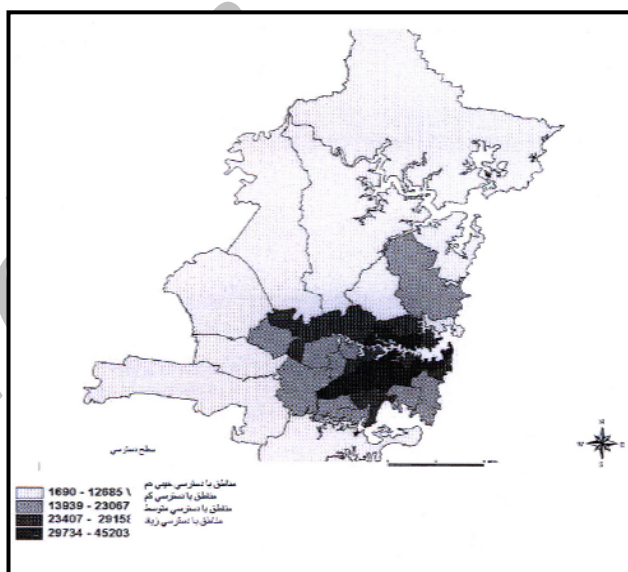 سطح دسترسی
1690 - 12685 مناطق با دسترسی خیلی کم
13939 - 23067 مناطق با دسترسی کم
23407 - 29158 مناطق با دسترسی متوسط
29734 - 45203 مناطق با دسترسی زیاد
N
W E
S